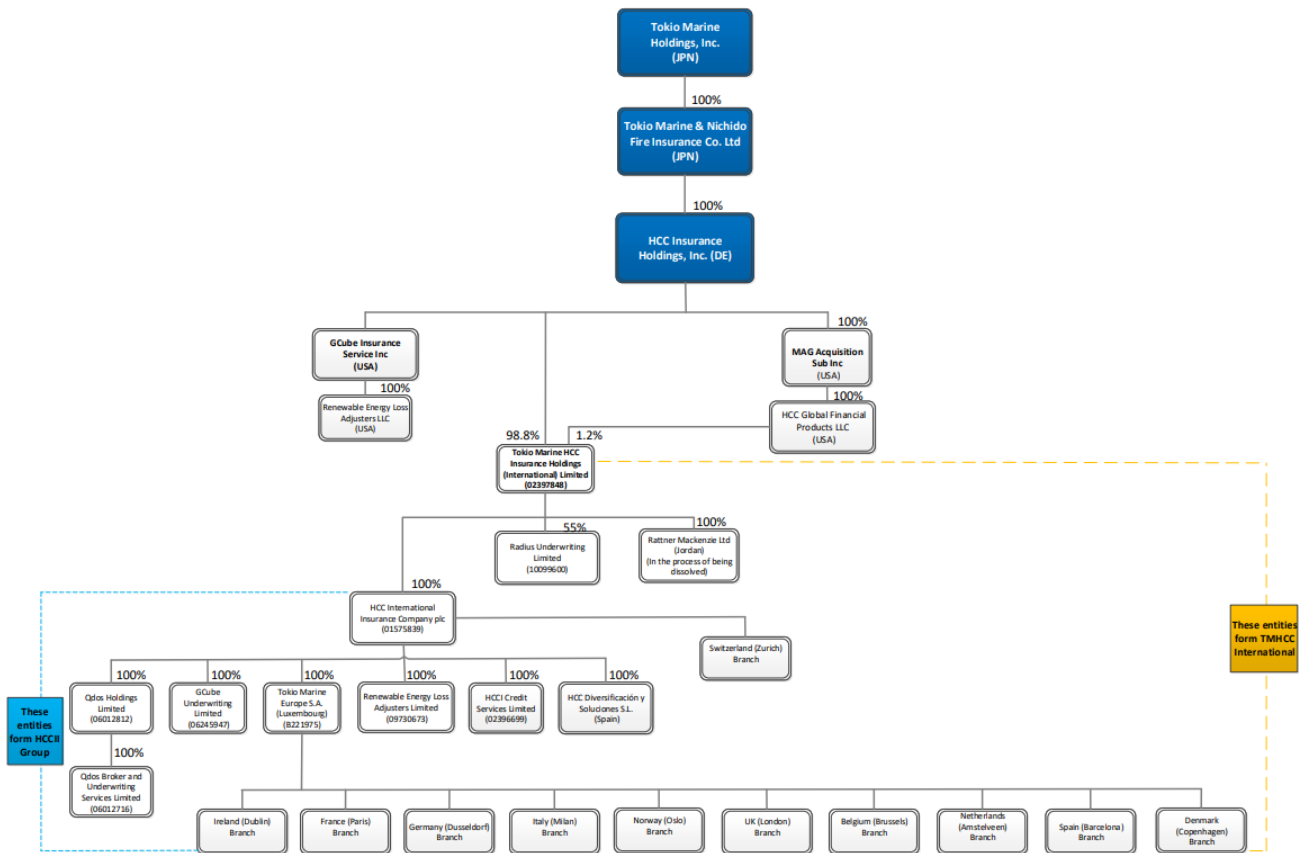 Tokio Marine
Holdings, Inc.
(JPN)
100%
Tokio Marine & Nichido
Fire Insurance Co. Ltd
(JPN)
100%
HCC Insurance
Holdings, Inc. (DE)
GCube Insurance
Service Inc
(USA)
100%
Renewable Energy Loss
Adjusters LLC
(USA)
100%
MAG Acquisition
Sub Inc
(USA)
100%
HCC Global Financial
Products LLC
(USA)
98.8%
1.2%
Tokio Marine HCC
Insurance Holdings
(International) Limited
(02397848)
55%
Radius Underwriting
Limited
(10099600)
100%
Rattner Mackenzie Ltd
(Jordan)
(In the process of being
dissolved)
100%
HCC International
Insurance Company plc
(01575839)
Switzerland (Zurich)
Branch
These entities
form TMHCC
International
These
entities
form HCCII
Group
100%
Qdos Holdings
Limited
(06012812)
100%
GCube
Underwriting
Limited
(06245947)
100%
Tokio Marine
Europe S.A.
(Luxembourg)
(B221975)
100%
Renewable Energy Loss
Adjusters Limited
(09730673)
100%
HCCI Credit
Services Limited
(02396699)
100%
HCC Diversificación y
Soluciones S.L.
(Spain)
100%
Qdos Broker and
Underwriting
Services Limited
(06012716)
Ireland (Dublin)
Branch
France (Paris)
Branch
Germany (Dusseldorf)
Branch
Italy (Milan)
Branch
Norway (Oslo)
Branch
UK (London)
Branch
Belgium (Brussels)
Branch
Netherlands
(Amstelveen)
Branch
Spain (Barcelona)
Branch
Denmark
(Copenhagen)
Branch